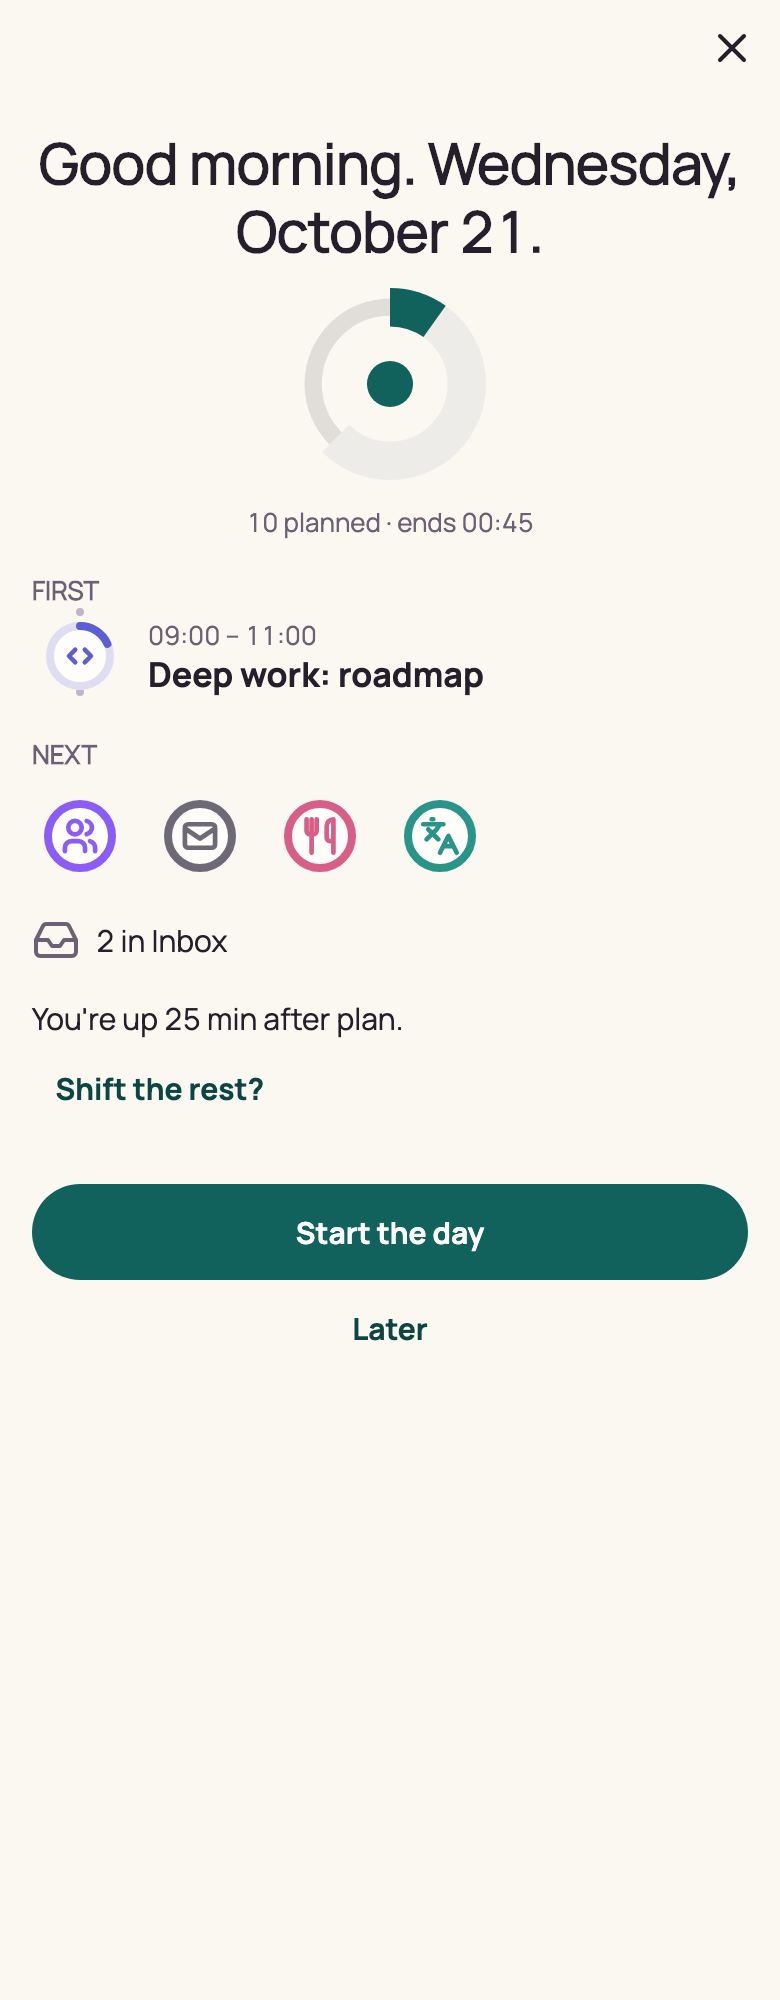 Good morning. Wednesday,
October 21.
10 planned · ends 00:45
FIRST
09:00 – 11:00
Deep work: roadmap
NEXT
2 in Inbox
You're up 25 min after plan.
Shift the rest?
Start the day
Later